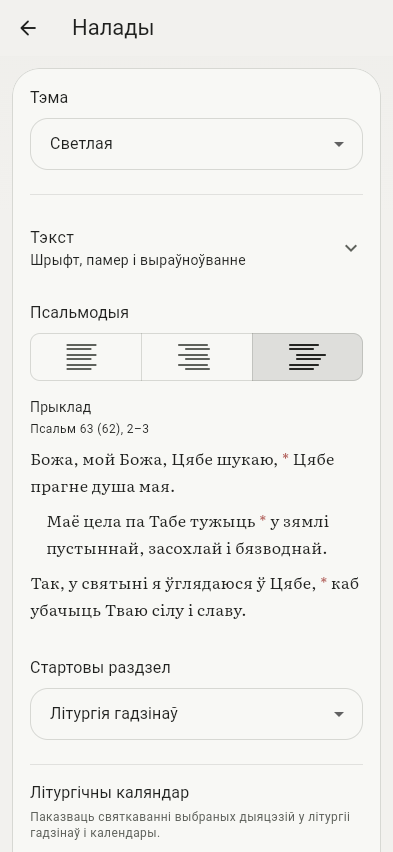 Налады
Тэма
Светлая
Тэкст
Шрыфт, памер і выраўноўванне
Псальмодыя
Прыклад
Псальм 63 (62), 2–3
Божа, мой Божа, Цябе шукаю, * Цябе
прагне душа мая.
Маё цела па Табе тужыць * у зямлі
пустыннай, засохлай і бязводнай.
Так, у святыні я ўглядаюся ў Цябе, * каб
убачыць Тваю сілу і славу.
Стартовы раздзел
Літургія гадзінаў
Літургічны каляндар
Паказваць святкаванні выбраных дыяцэзій у літургіі
гадзінаў і календары.